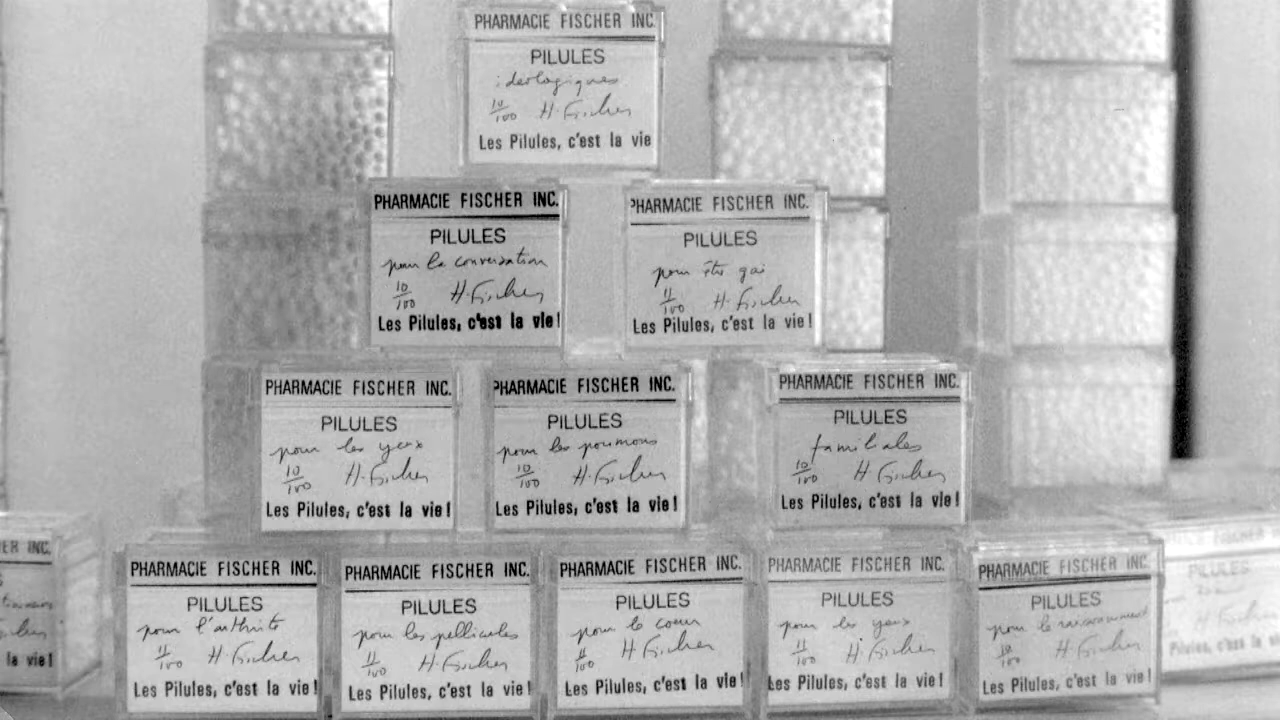 PHARMACIE FISCHER INC.
PILULES
idéologiques
10/100 H. Fischer
Les Pilules, c'est la vie
PHARMACIE FISCHER INC.
PILULES
pour la conversation
10/100 H. Fischer
Les Pilules, c'est la vie!
PHARMACIE FISCHER INC.
PILULES
pour être gai
11/100 H. Fischer
Les Pilules, c'est la vie!
PHARMACIE FISCHER INC.
PILULES
pour les yeux
10/100 H. Fischer
Les Pilules, c'est la vie!
PHARMACIE FISCHER INC.
PILULES
pour les poumons
10/100 H. Fischer
Les Pilules, c'est la vie!
PHARMACIE FISCHER INC.
PILULES
familiales
10/100 H. Fischer
Les Pilules, c'est la vie!
ER INC.
la vie!
PHARMACIE FISCHER INC.
PILULES
pour l'arthrite
11/100 H. Fischer
Les Pilules, c'est la vie!
PHARMACIE FISCHER INC.
PILULES
pour les pellicules
11/100 H. Fischer
Les Pilules, c'est la vie!
PHARMACIE FISCHER INC.
PILULES
pour le coeur
11/100 H. Fischer
Les Pilules, c'est la vie!
PHARMACIE FISCHER INC.
PILULES
pour les yeux
11/100 H. Fischer
Les Pilules, c'est la vie!
PHARMACIE FISCHER INC.
PILULES
pour le
10/100 H. Fischer
Les Pilules, c'est la vie!
PILULES
H. Fischer
Pilules, c'est la